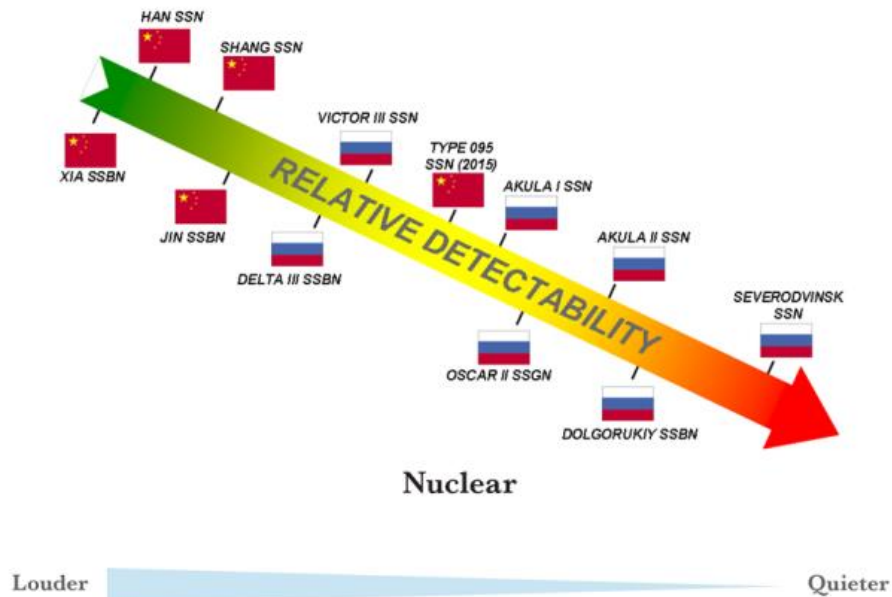 HAN SSN
SHANG SSN
XIA SSBN
VICTOR III SSN
TYPE 095
SSN (2015)
AKULA I SSN
JIN SSBN
DELTA III SSBN
RELATIVE DETECTABILITY
AKULA II SSN
SEVERODVINSK
SSN
OSCAR II SSGN
DOLGORUKIY SSBN
Nuclear
Louder
Quieter